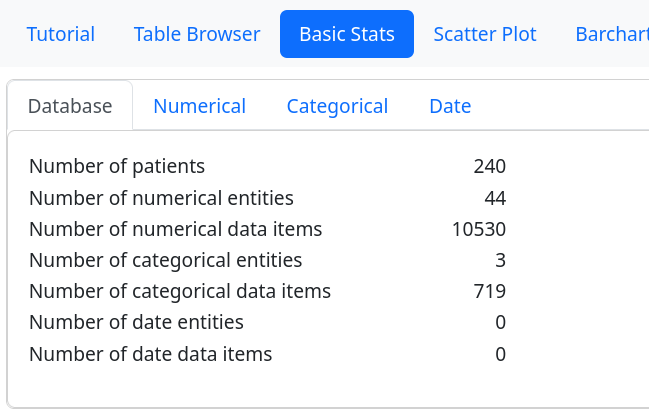 Tutorial Table Browser Basic Stats Scatter Plot Barchart
Database Numerical Categorical Date
Number of patients 240
Number of numerical entities 44
Number of numerical data items 10530
Number of categorical entities 3
Number of categorical data items 719
Number of date entities 0
Number of date data items 0